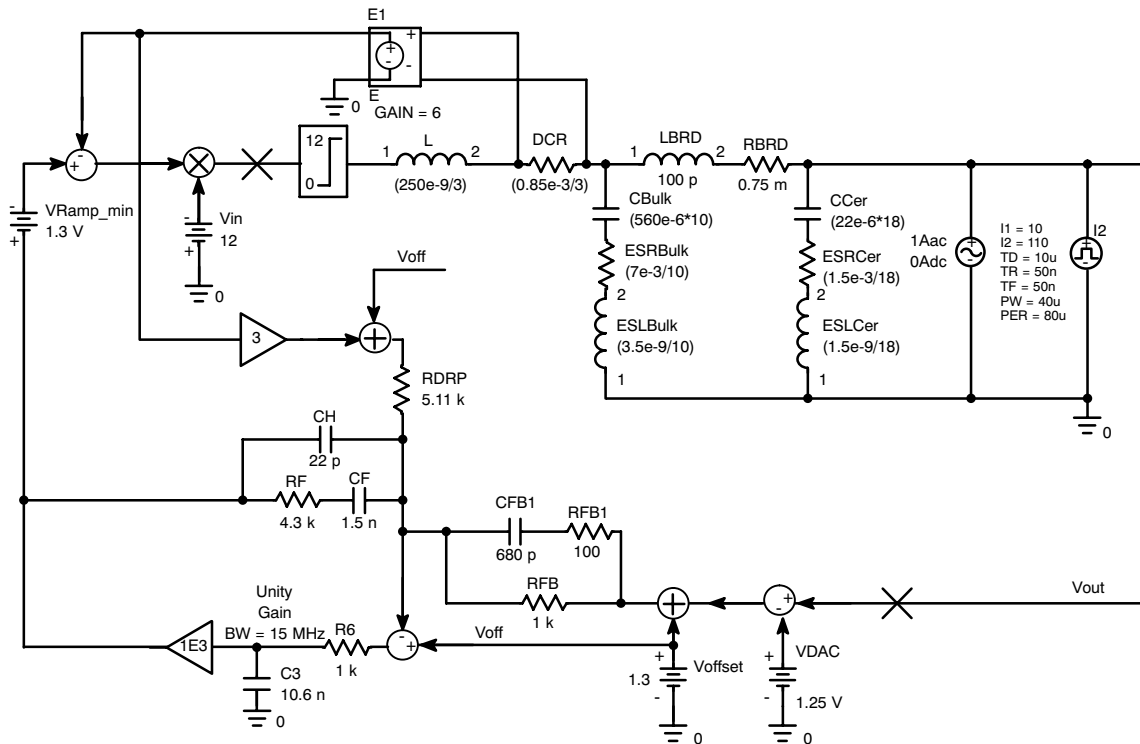 E1
+
+
-
-
E
0
GAIN = 6
-
+
12
0
1 L 2
(250e-9/3)
DCR
(0.85e-3/3)
1 LBRD 2
100 p
RBRD
0.75 m
-
+
VRamp_min
1.3 V
-
+
Vin
12
0
CBulk
(560e-6*10)
ESRBulk
(7e-3/10)
2
ESLBulk
(3.5e-9/10)
1
CCer
(22e-6*18)
ESRCer
(1.5e-3/18)
2
ESLCer
(1.5e-9/18)
1
1Aac
0Adc
+
-
I1 = 10
I2 = 110
TD = 10u
TR = 50n
TF = 50n
PW = 40u
PER = 80u
I2
+
-
0
Voff
3
RDRP
5.11 k
CH
22 p
RF
4.3 k
CF
1.5 n
CFB1
680 p
RFB1
100
RFB
1 k
Vout
Unity
Gain
BW = 15 MHz
1E3
R6
1 k
C3
10.6 n
0
-
+
Voff
+
-
1.3
Voffset
0
-
+
VDAC
+
-
1.25 V
0